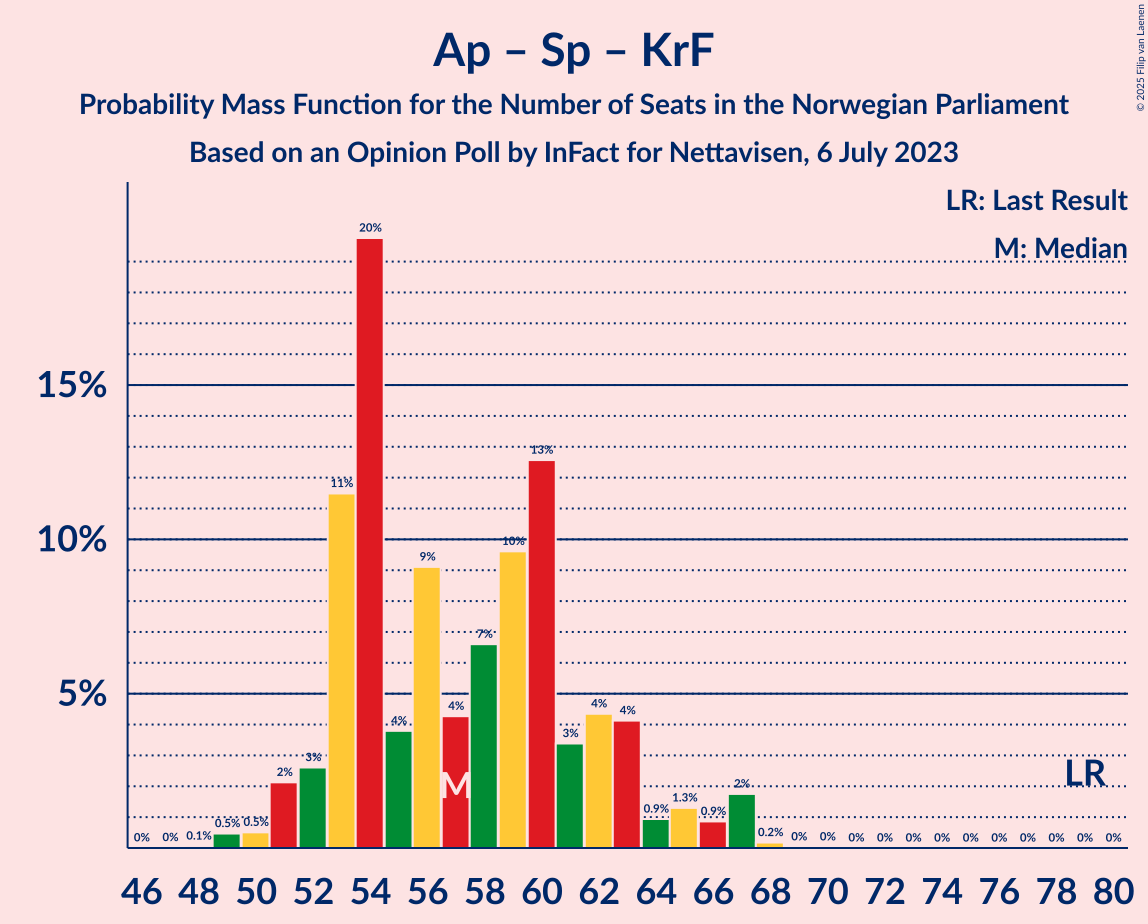 Ap – Sp – KrF
Probability Mass Function for the Number of Seats in the Norwegian Parliament
Based on an Opinion Poll by InFact for Nettavisen, 6 July 2023
© 2025 Filip van Laenen
LR: Last Result
M: Median
15%
10%
5%
0% 0% 0.1% 0.5% 0.5% 2% 3% 11% 20% 4% 9% 4% 7% 10% 13% 3% 4% 4% 0.9% 1.3% 0.9% 2% 0.2% 0% 0% 0% 0% 0% 0% 0% 0% 0% 0% 0% 0%
M
LR
46 48 50 52 54 56 58 60 62 64 66 68 70 72 74 76 78 80